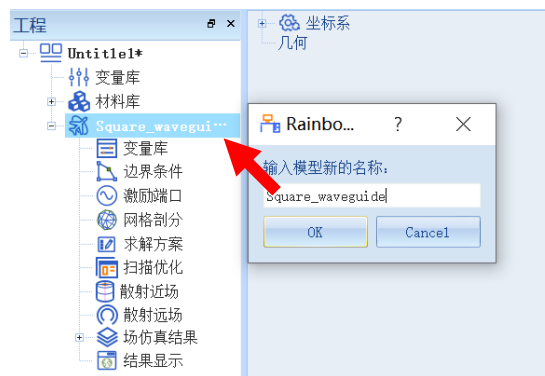 工程
Untitle1*
变量库
材料库
Square_wavegui…
变量库
边界条件
激励端口
网格剖分
求解方案
扫描优化
散射近场
散射远场
场仿真结果
结果显示
坐标系
几何
Rainbo...
?
输入模型新的名称：
Square_waveguide
OK
Cancel